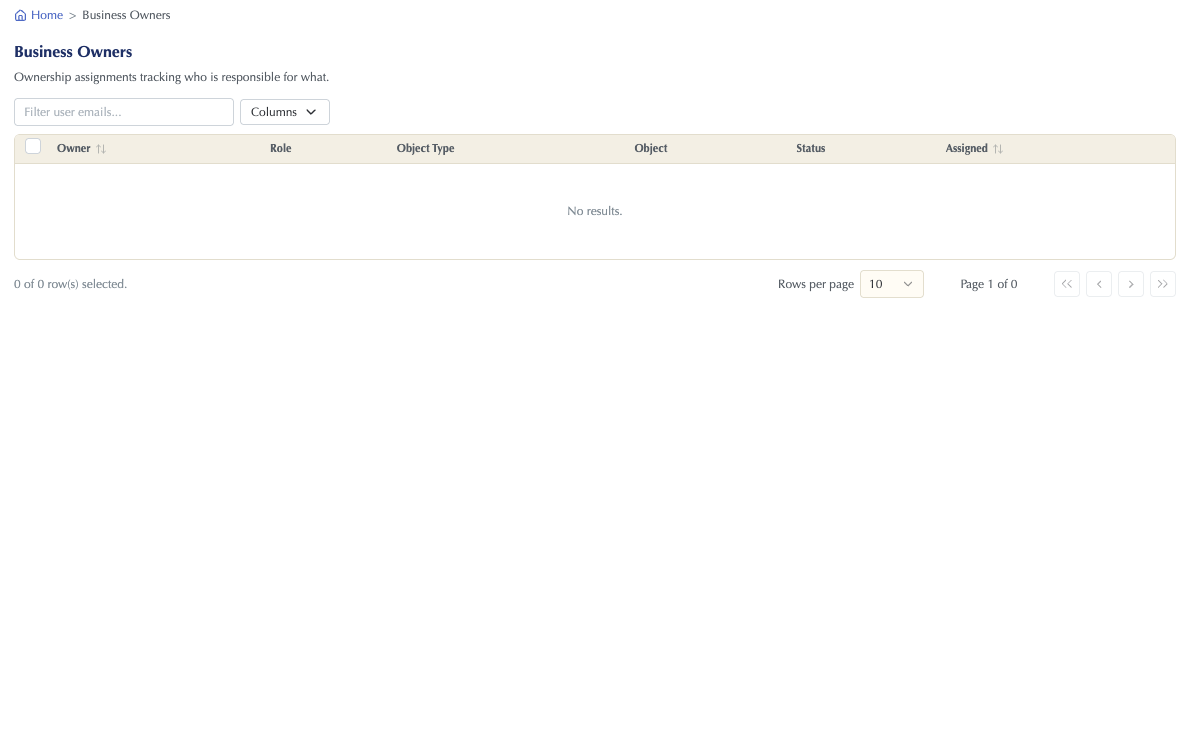 Home > Business Owners
Business Owners
Ownership assignments tracking who is responsible for what.
Filter user emails... Columns
Owner Role Object Type Object Status Assigned
No results.
0 of 0 row(s) selected. Rows per page 10 Page 1 of 0